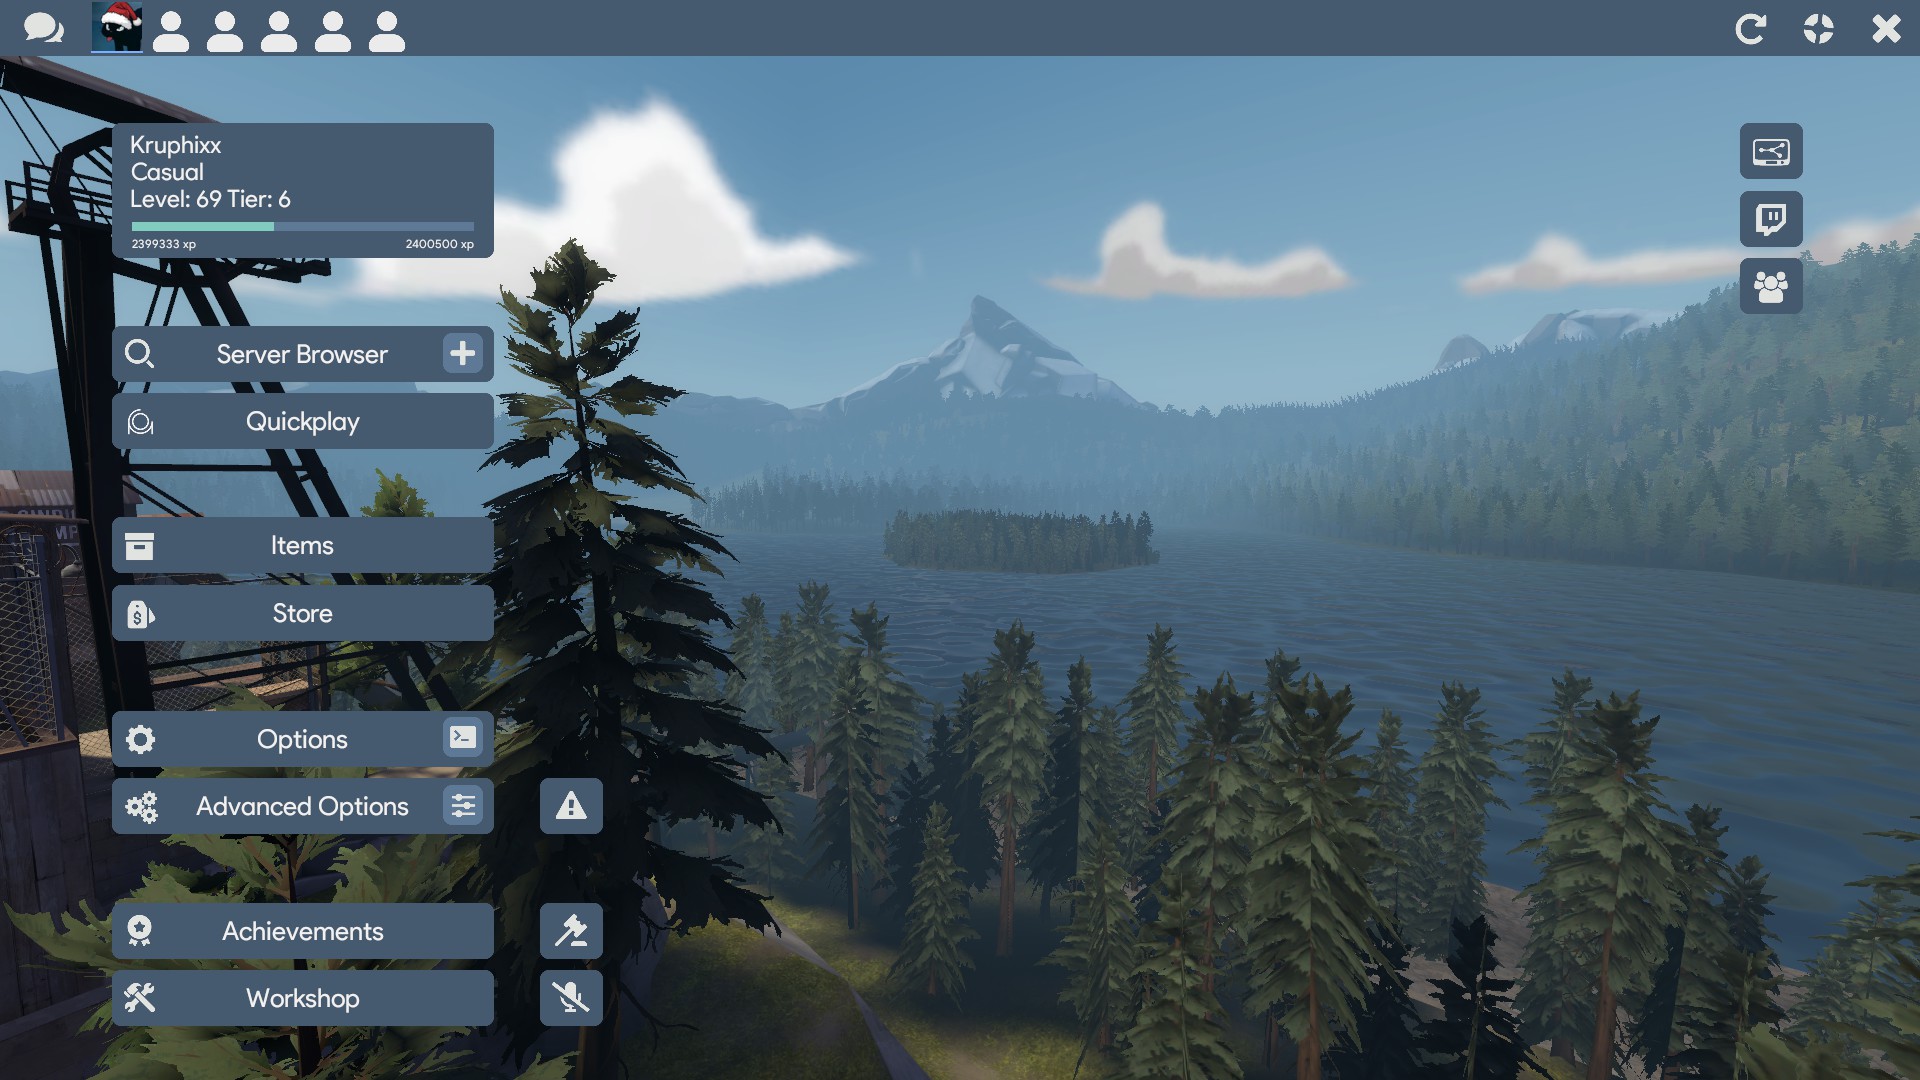 Kruphixx
Casual
Level: 69 Tier: 6
2399333 xp
2400500 xp
Server Browser
Quickplay
Items
Store
Options
Advanced Options
Achievements
Workshop